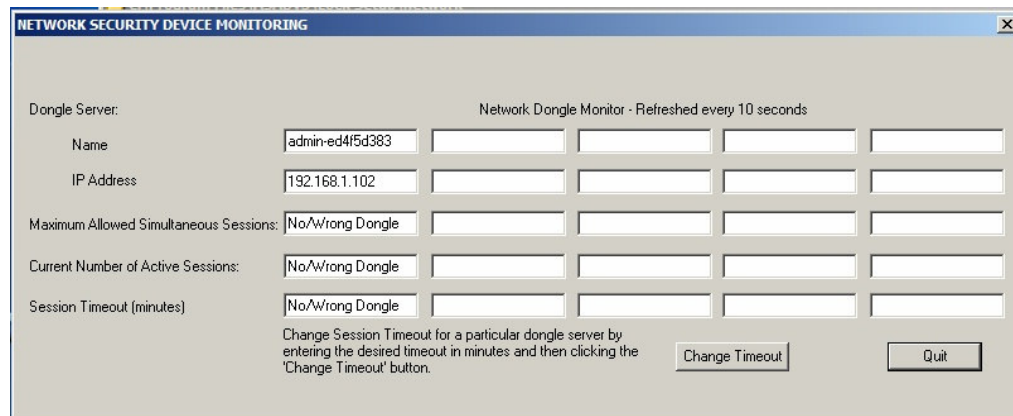 NETWORK SECURITY DEVICE MONITORING
Dongle Server:
Network Dongle Monitor - Refreshed every 10 seconds
Name
admin-ed4f5d383
IP Address
192.168.1.102
Maximum Allowed Simultaneous Sessions:
No/Wrong Dongle
Current Number of Active Sessions:
No/Wrong Dongle
Session Timeout (minutes)
No/Wrong Dongle
Change Session Timeout for a particular dongle server by
entering the desired timeout in minutes and then clicking the
'Change Timeout' button.
Change Timeout
Quit